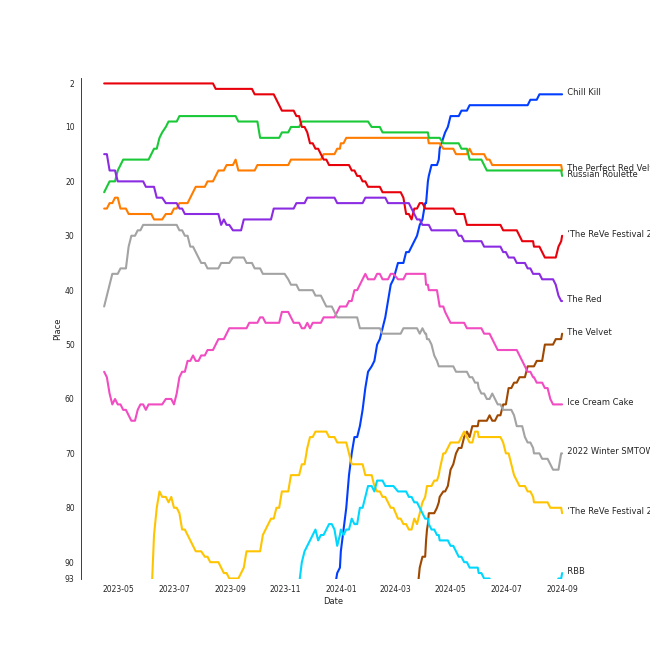 2
10
20
30
40
50
60
70
80
90
93
Place
2023-05
2023-07
2023-09
2023-11
2024-01
2024-03
2024-05
2024-07
2024-09
Date
Chill Kill
The Perfect Red Vel
Russian Roulette
'The ReVe Festival 2
The Red
The Velvet
Ice Cream Cake
2022 Winter SMTOW
'The ReVe Festival 2
RBB